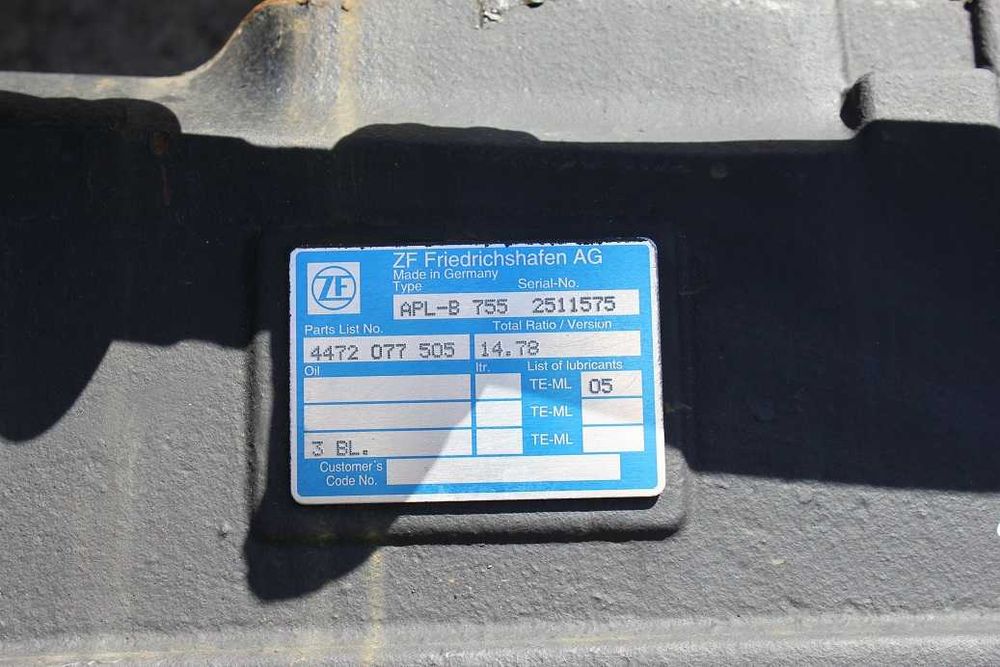 ZF Friedrichshafen AG
ZF
Made in Germany
Type Serial-No.
APL-B 755 2511575
Parts List No. Total Ratio / Version
4472 077 505 14.78
Oil ltr. List of lubricants
TE-ML 05
TE-ML
3 BL. TE-ML
Customer's
Code No.